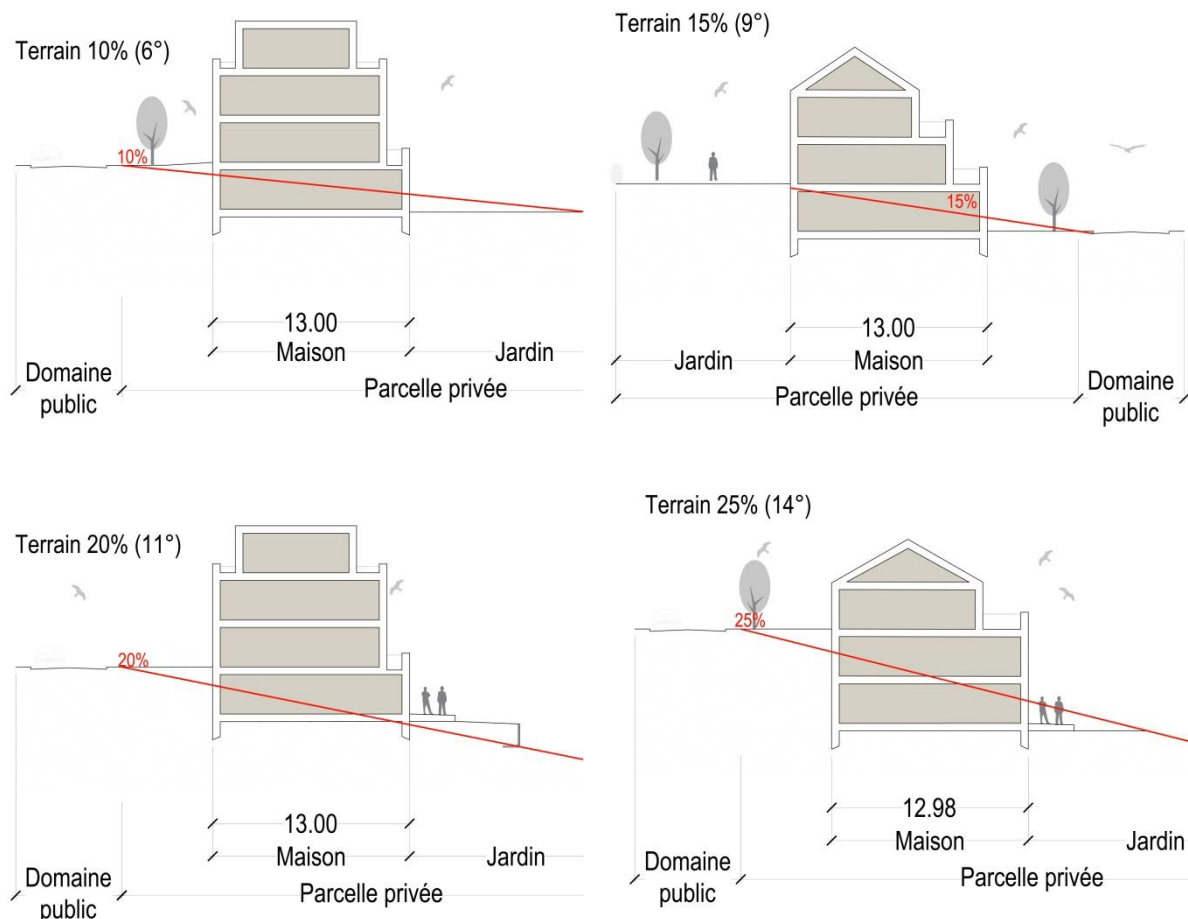 Terrain 10% (6°)
10%
13.00
Maison
Jardin
Domaine
public
Parcelle privée
Terrain 15% (9°)
15%
13.00
Jardin
Maison
Parcelle privée
Domaine
public
Terrain 20% (11°)
20%
13.00
Maison
Jardin
Domaine
public
Parcelle privée
Terrain 25% (14°)
25%
12.98
Maison
Jardin
Domaine
public
Parcelle privée